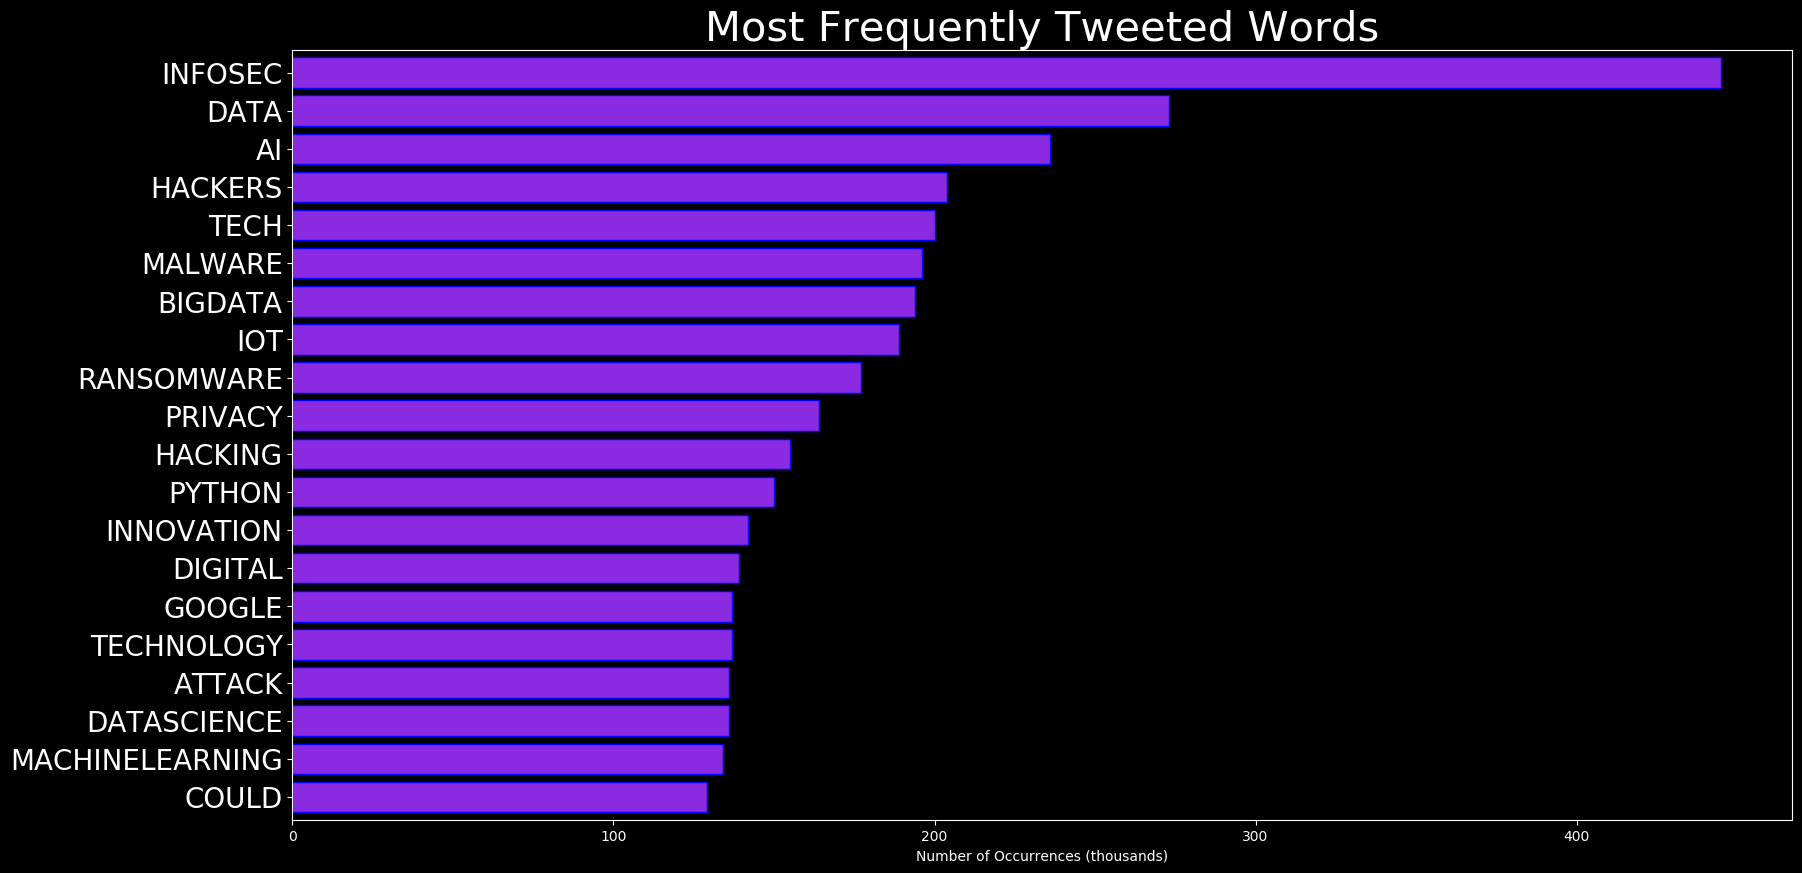 Most Frequently Tweeted Words
INFOSEC
DATA
AI
HACKERS
TECH
MALWARE
BIGDATA
IOT
RANSOMWARE
PRIVACY
HACKING
PYTHON
INNOVATION
DIGITAL
GOOGLE
TECHNOLOGY
ATTACK
DATASCIENCE
MACHINELEARNING
COULD
0 100 200 300 400
Number of Occurrences (thousands)